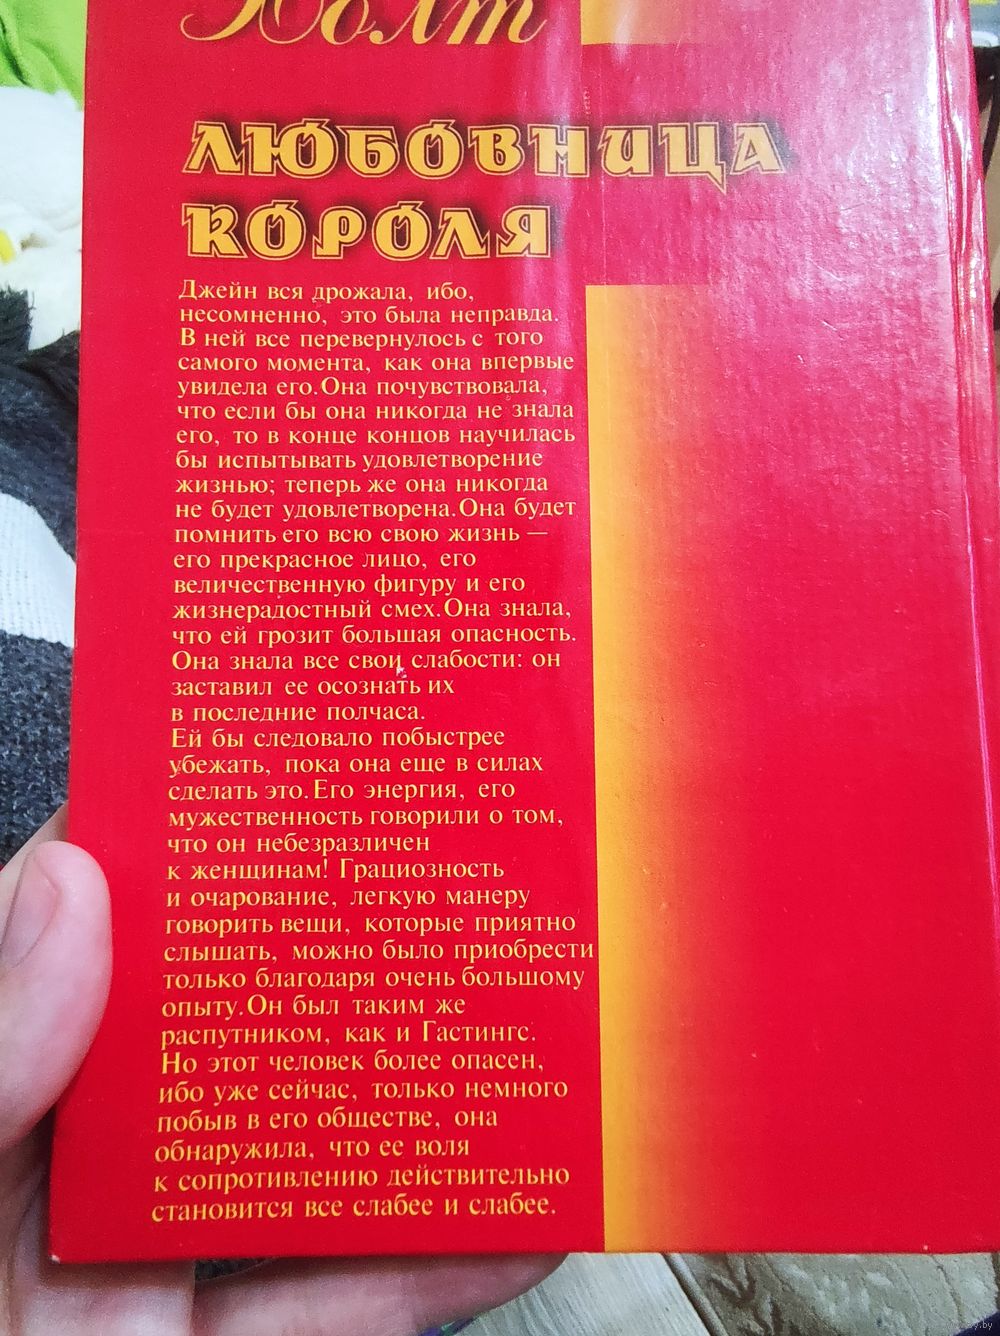 Холт
ЛЮБОВНИЦА
КОРОЛЯ
Джейн вся дрожала, ибо,
несомненно, это была неправда.
В ней все перевернулось с того
самого момента, как она впервые
увидела его.Она почувствовала,
что если бы она никогда не знала
его, то в конце концов научилась
бы испытывать удовлетворение
жизнью; теперь же она никогда
не будет удовлетворена.Она будет
помнить его всю свою жизнь —
его прекрасное лицо, его
величественную фигуру и его
жизнерадостный смех.Она знала,
что ей грозит большая опасность.
Она знала все свои слабости: он
заставил ее осознать их
в последние полчаса.
Ей бы следовало побыстрее
убежать, пока она еще в силах
сделать это.Его энергия, его
мужественность говорили о том,
что он небезразличен
к женщинам! Грациозность
и очарование, легкую манеру
говорить вещи, которые приятно
слышать, можно было приобрести
только благодаря очень большому
опыту.Он был таким же
распутником, как и Гастингс.
Но этот человек более опасен,
ибо уже сейчас, только немного
побыв в его обществе, она
обнаружила, что ее воля
к сопротивлению действительно
становится все слабее и слабее.